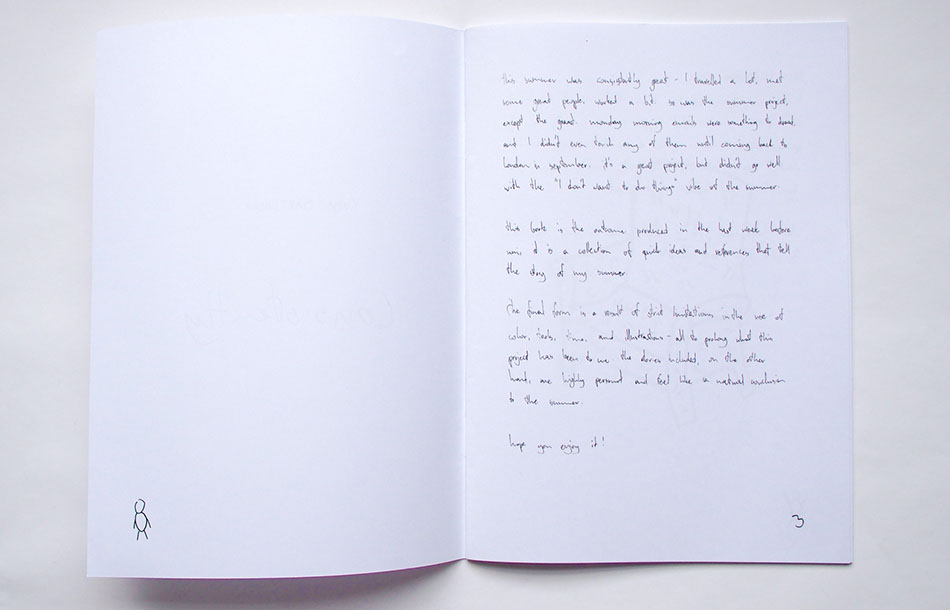 this summer was consistantly great - I travelled a lot, met
some great people, worked a bit. so was the summer project,
except the great. monday morning emails were something to dread.
and I didn't even touch any of them until coming back to
london in september. it's a great project, but didn't go well
with the "I don't want to do things" vibe of the summer.
this book is the outcome produced in the last week before
uni, it is a collection of quick ideas and references that tell
the story of my summer.
the final form is a result of strict limitations in the use of
color, tools, time, and illustrations - all to prolong what this
project has been to me. the stories included, on the other
hand, are highly personal and feel like a natural conclusion
to the summer.
hope you enjoy it!
3